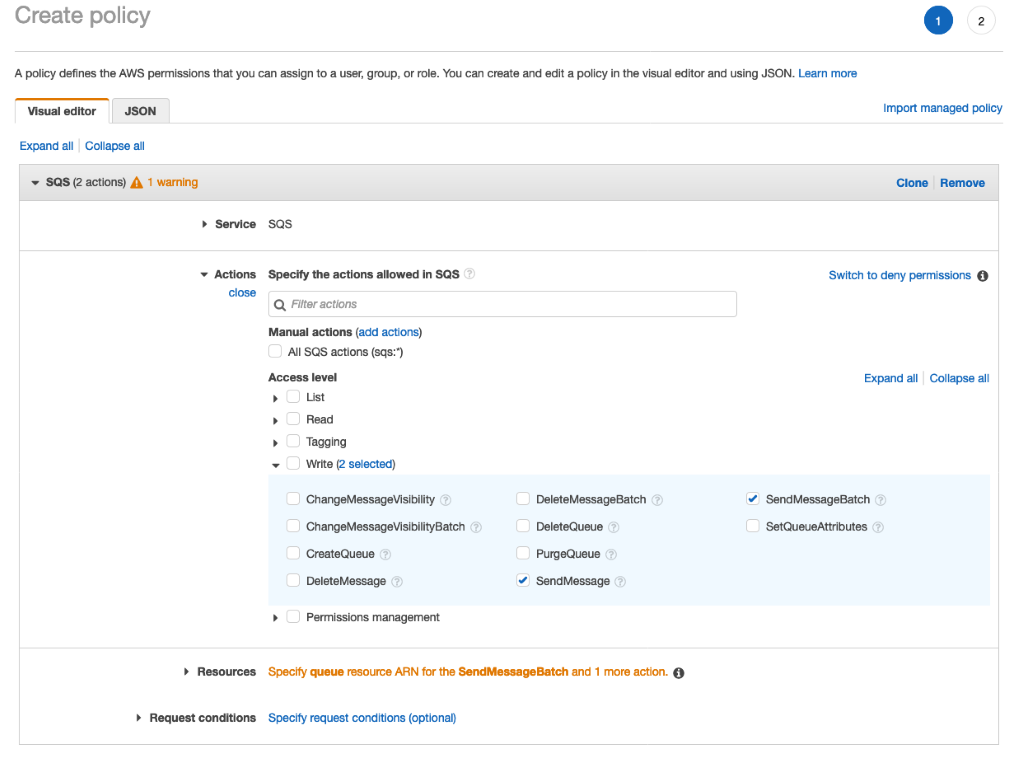 Create policy
1 2
A policy defines the AWS permissions that you can assign to a user, group, or role. You can create and edit a policy in the visual editor and using JSON. Learn more
Visual editor JSON Import managed policy
Expand all Collapse all
SQS (2 actions) 1 warning Clone Remove
Service SQS
Actions Specify the actions allowed in SQS ? Switch to deny permissions i
close
Filter actions
Manual actions (add actions)
All SQS actions (sqs:*)
Access level Expand all Collapse all
List
Read
Tagging
Write (2 selected)
ChangeMessageVisibility ? DeleteMessageBatch ? SendMessageBatch ?
ChangeMessageVisibilityBatch ? DeleteQueue ? SetQueueAttributes ?
CreateQueue ? PurgeQueue ?
DeleteMessage ? SendMessage ?
Permissions management
Resources Specify queue resource ARN for the SendMessageBatch and 1 more action. i
Request conditions Specify request conditions (optional)